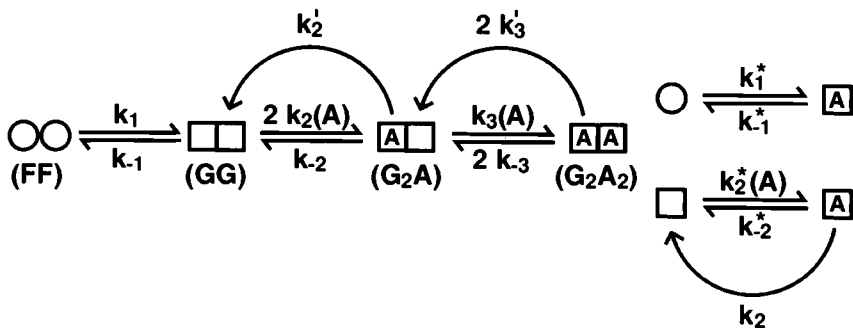 k₂' 2 k₃'
k₁ 2 k₂(A) k₃(A) k₁*
A A A A
k₋₁ k₋₂ 2 k₋₃ k₋₁*
(FF) (GG) (G₂A) (G₂A₂)
k₂*(A)
A
k₋₂*
k₂